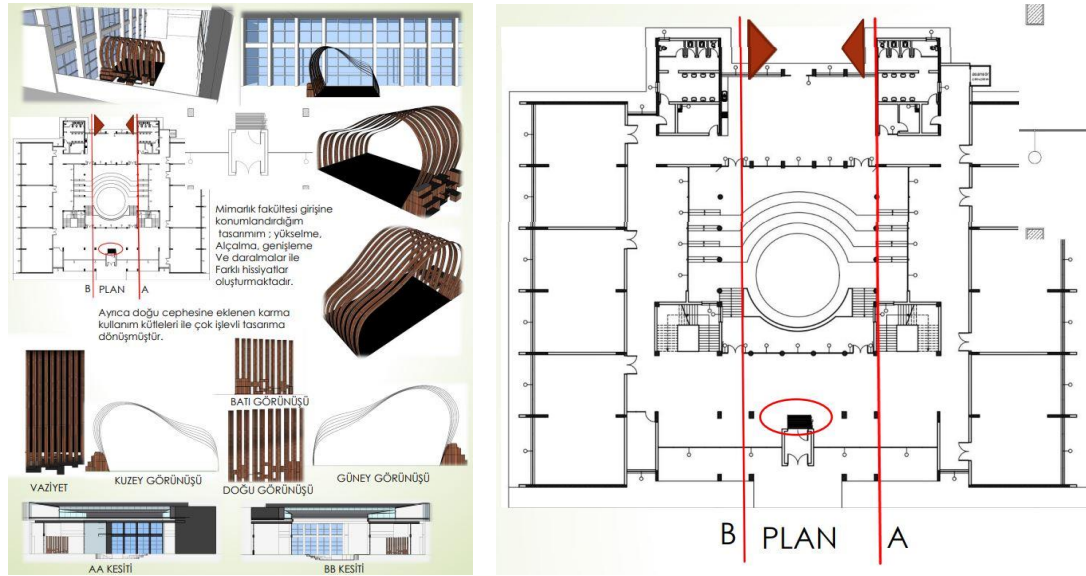 B PLAN A
Mimarlık fakültesi girişine
konumlandırdığım
tasarımım ; yükselme,
Alçalma, genişleme
Ve daralmalar ile
Farklı hissiyatlar
oluşturmaktadır.
Ayrıca doğu cephesine eklenen karma
kullanım kütleleri ile çok işlevli tasarıma
dönüşmüştür.
BATI GÖRÜNÜŞÜ
VAZİYET
KUZEY GÖRÜNÜŞÜ
DOĞU GÖRÜNÜŞÜ
GÜNEY GÖRÜNÜŞÜ
AA KESİTİ
BB KESİTİ
B PLAN A